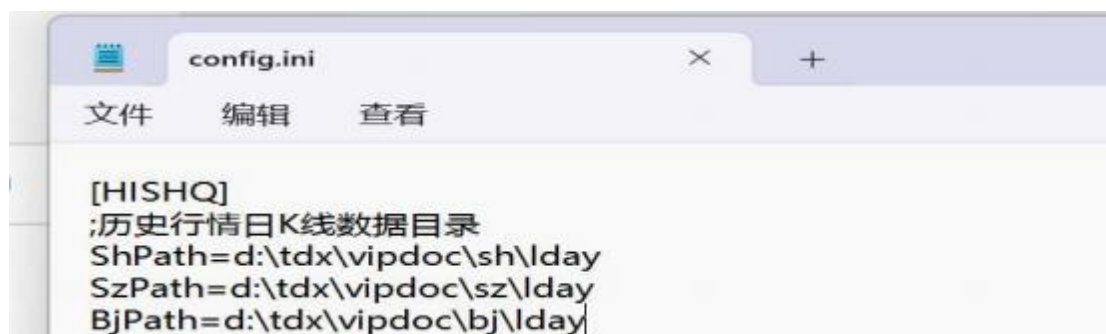 config.ini
文件 编辑 查看
[HISHQ]
;历史行情日K线数据目录
ShPath=d:\tdx\vipdoc\sh\lday
SzPath=d:\tdx\vipdoc\sz\lday
BjPath=d:\tdx\vipdoc\bj\lday